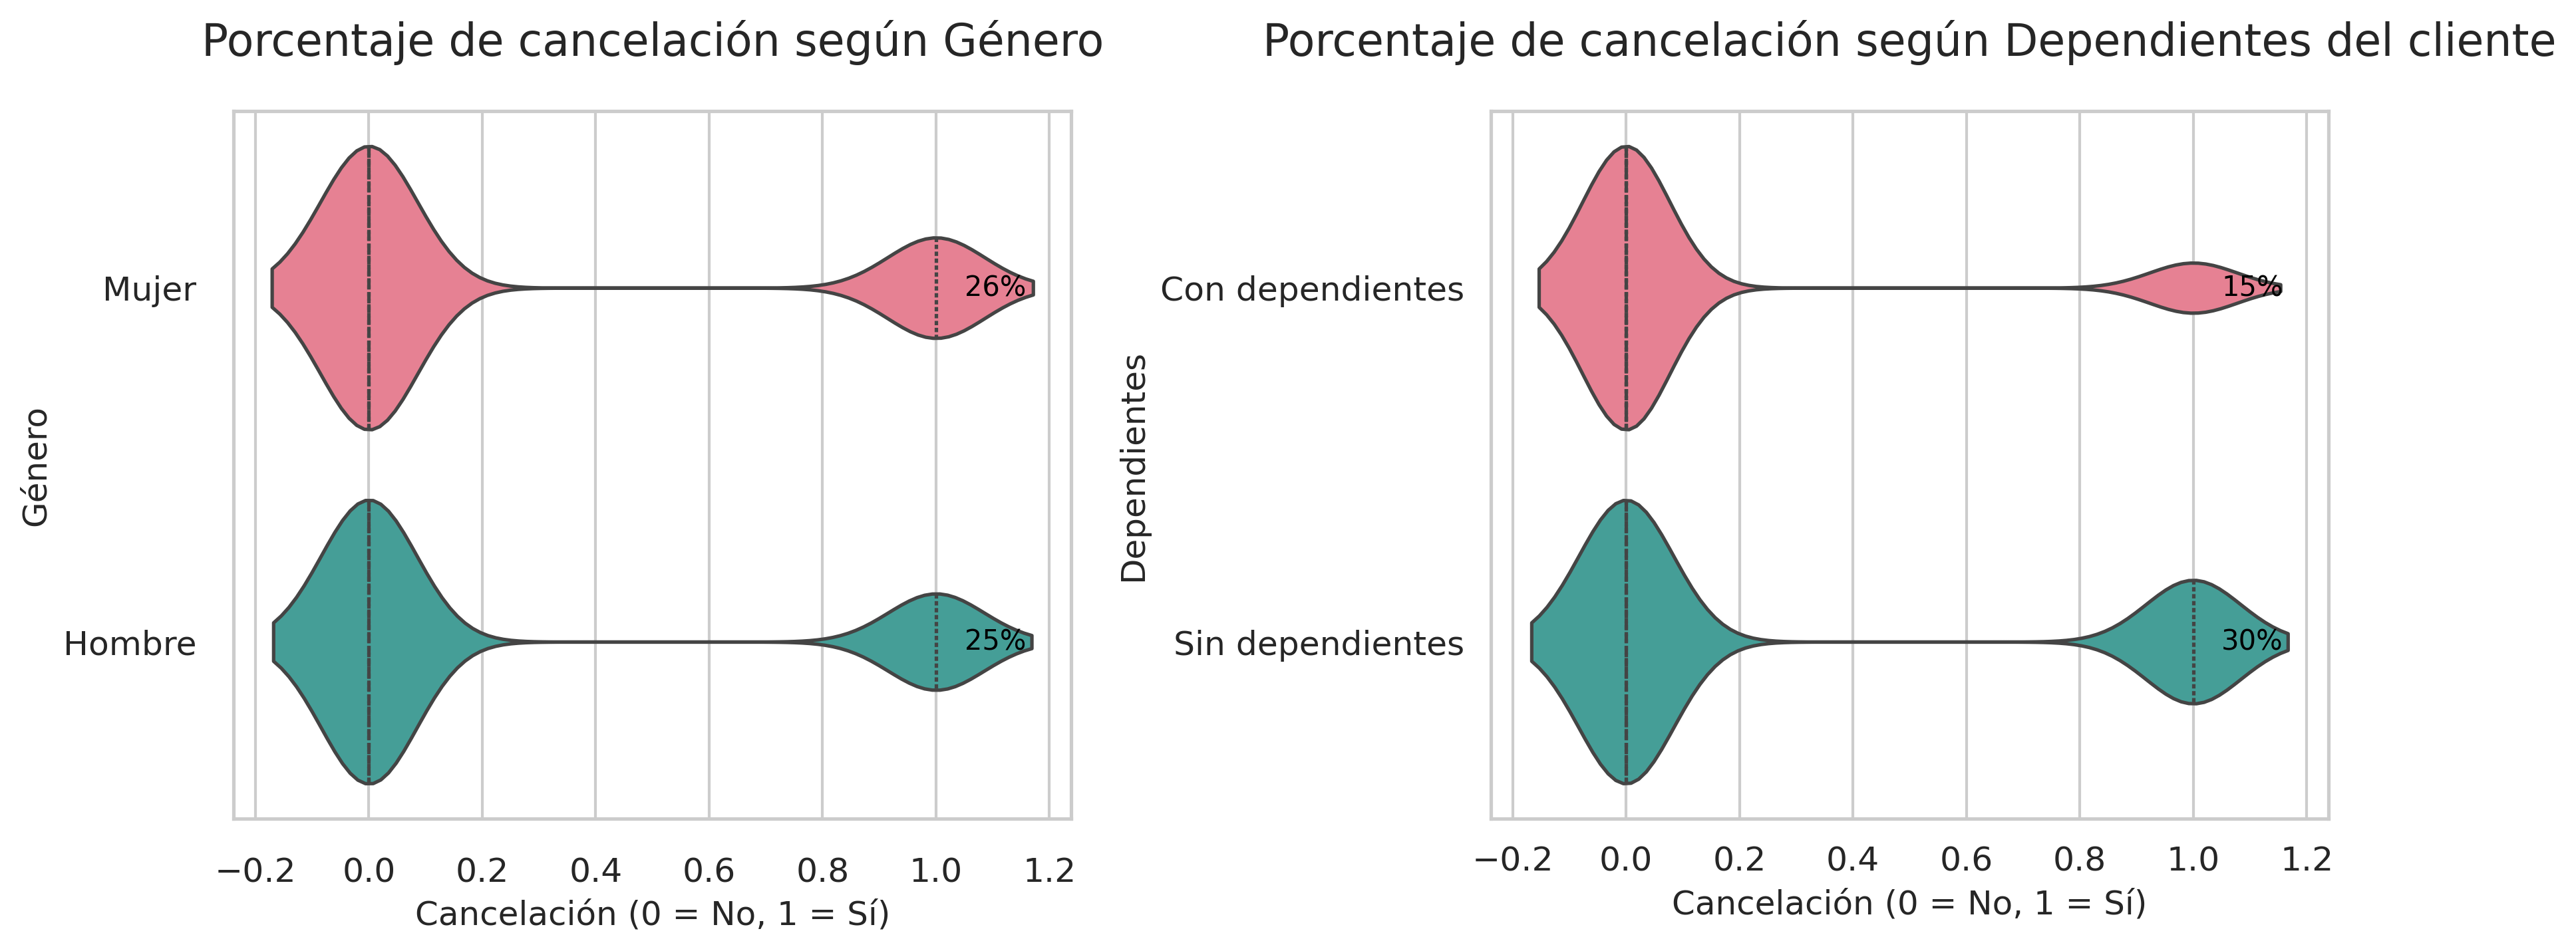 Porcentaje de cancelación según Género
Mujer
26%
Género
Hombre
25%
−0.2 0.0 0.2 0.4 0.6 0.8 1.0 1.2
Cancelación (0 = No, 1 = Sí)
Porcentaje de cancelación según Dependientes del cliente
Con dependientes
15%
Dependientes
Sin dependientes
30%
−0.2 0.0 0.2 0.4 0.6 0.8 1.0 1.2
Cancelación (0 = No, 1 = Sí)